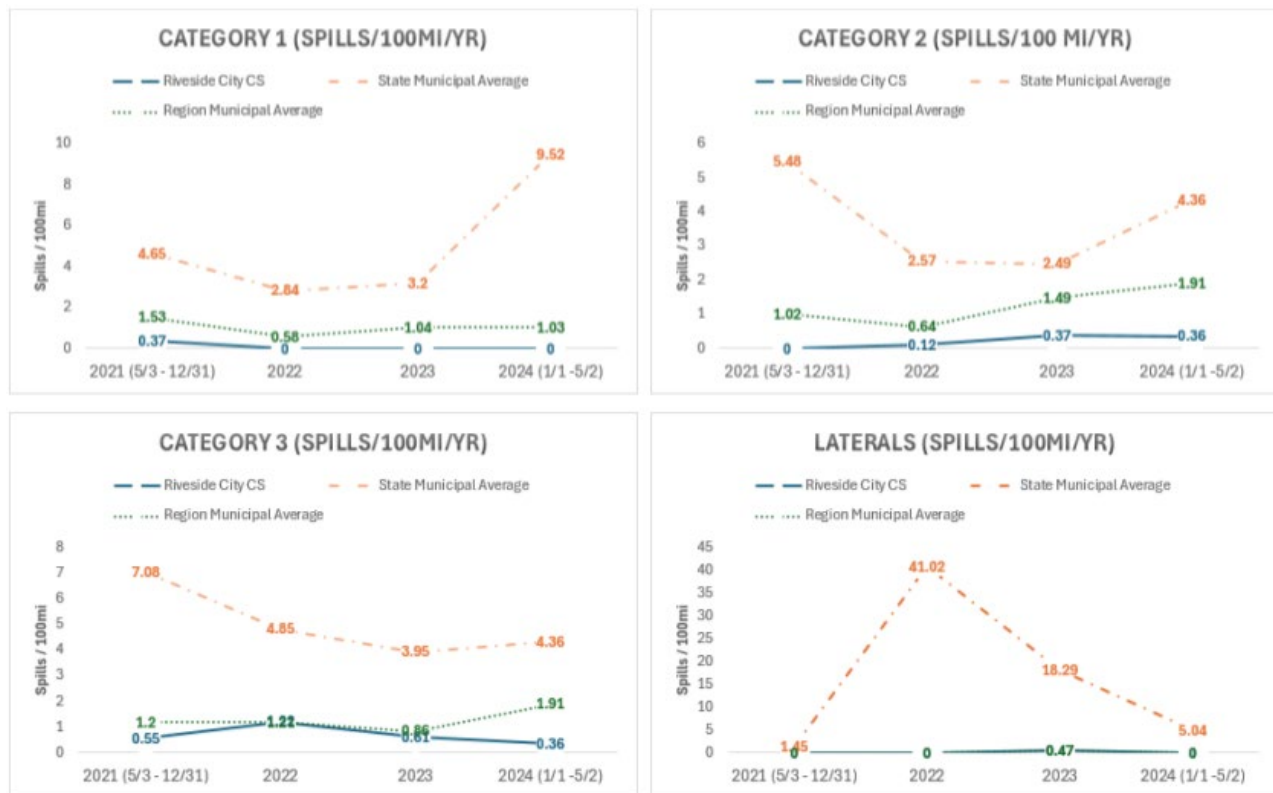 CATEGORY 1 (SPILLS/100MI/YR)
Riveside City CS
State Municipal Average
Region Municipal Average
Spills / 100mi
10
8
6
4
2
0
4.65
2.84
3.2
9.52
1.53
0.58
1.04
1.03
0.37
0
0
0
2021 (5/3 - 12/31)
2022
2023
2024 (1/1 -5/2)
CATEGORY 2 (SPILLS/100 MI/YR)
Riveside City CS
State Municipal Average
Region Municipal Average
Spills / 100mi
6
5
4
3
2
1
0
5.48
2.57
2.49
4.36
1.02
0.64
1.49
1.91
0
0.12
0.37
0.36
2021 (5/3 - 12/31)
2022
2023
2024 (1/1 -5/2)
CATEGORY 3 (SPILLS/100MI/YR)
Riveside City CS
State Municipal Average
Region Municipal Average
Spills / 100mi
8
7
6
5
4
3
2
1
0
7.08
4.85
3.95
4.36
1.2
0.86
1.91
0.55
0.61
0.36
2021 (5/3 - 12/31)
2022
2023
2024 (1/1 -5/2)
LATERALS (SPILLS/100MI/YR)
Riveside City CS
State Municipal Average
Region Municipal Average
Spills / 100mi
45
40
35
30
25
20
15
10
5
0
1.45
41.02
18.29
5.04
0
0
0.47
0
2021 (5/3 - 12/31)
2022
2023
2024 (1/1 -5/2)